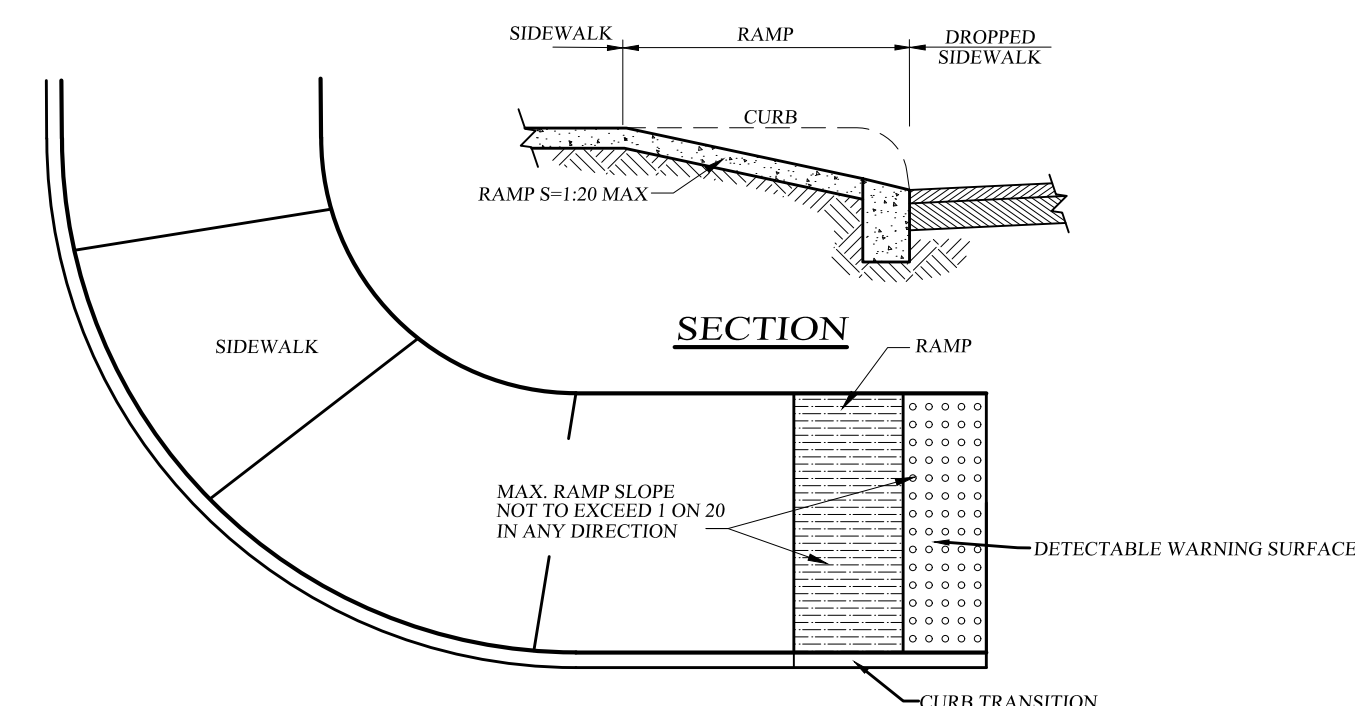 SIDEWALK
RAMP
DROPPED
SIDEWALK
CURB
RAMP S=1:20 MAX
SECTION
RAMP
SIDEWALK
MAX. RAMP SLOPE
NOT TO EXCEED 1 ON 20
IN ANY DIRECTION
DETECTABLE WARNING SURFACE
CURB TRANSITION